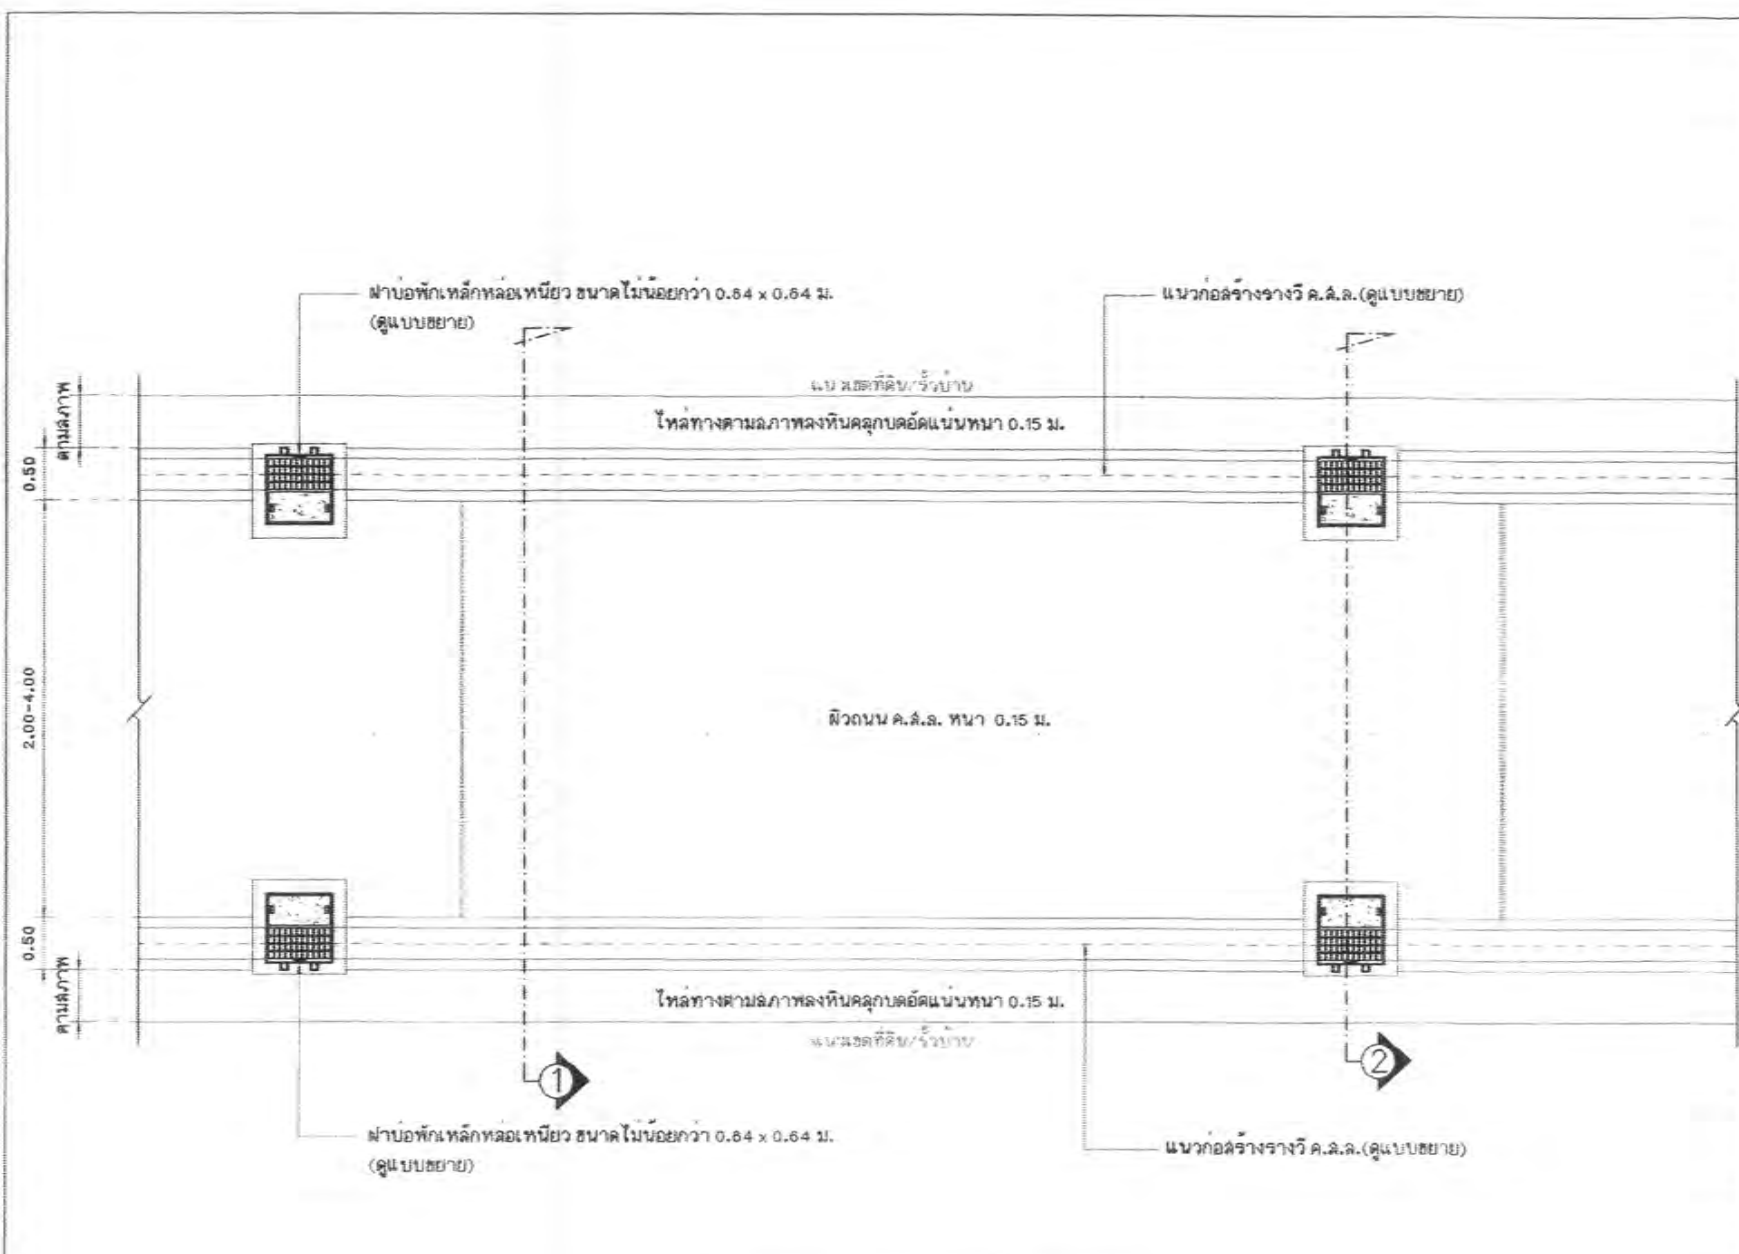 ฝาบ่อพักเหล็กหล่อเหนียว ขนาดไม่น้อยกว่า 0.64 x 0.64 ม.
(ดูแบบขยาย)
แนวก่อสร้างรางวี ค.ส.ล.(ดูแบบขยาย)
แนวเขตที่ดิน/รั้วบ้าน
ตามสภาพ
ไหล่ทางตามสภาพลงหินคลุกบดอัดแน่นหนา 0.15 ม.
0.50
2.00-4.00
ผิวถนน ค.ส.ล. หนา 0.15 ม.
0.50
ตามสภาพ
ไหล่ทางตามสภาพลงหินคลุกบดอัดแน่นหนา 0.15 ม.
แนวเขตที่ดิน/รั้วบ้าน
1
2
ฝาบ่อพักเหล็กหล่อเหนียว ขนาดไม่น้อยกว่า 0.64 x 0.64 ม.
(ดูแบบขยาย)
แนวก่อสร้างรางวี ค.ส.ล.(ดูแบบขยาย)